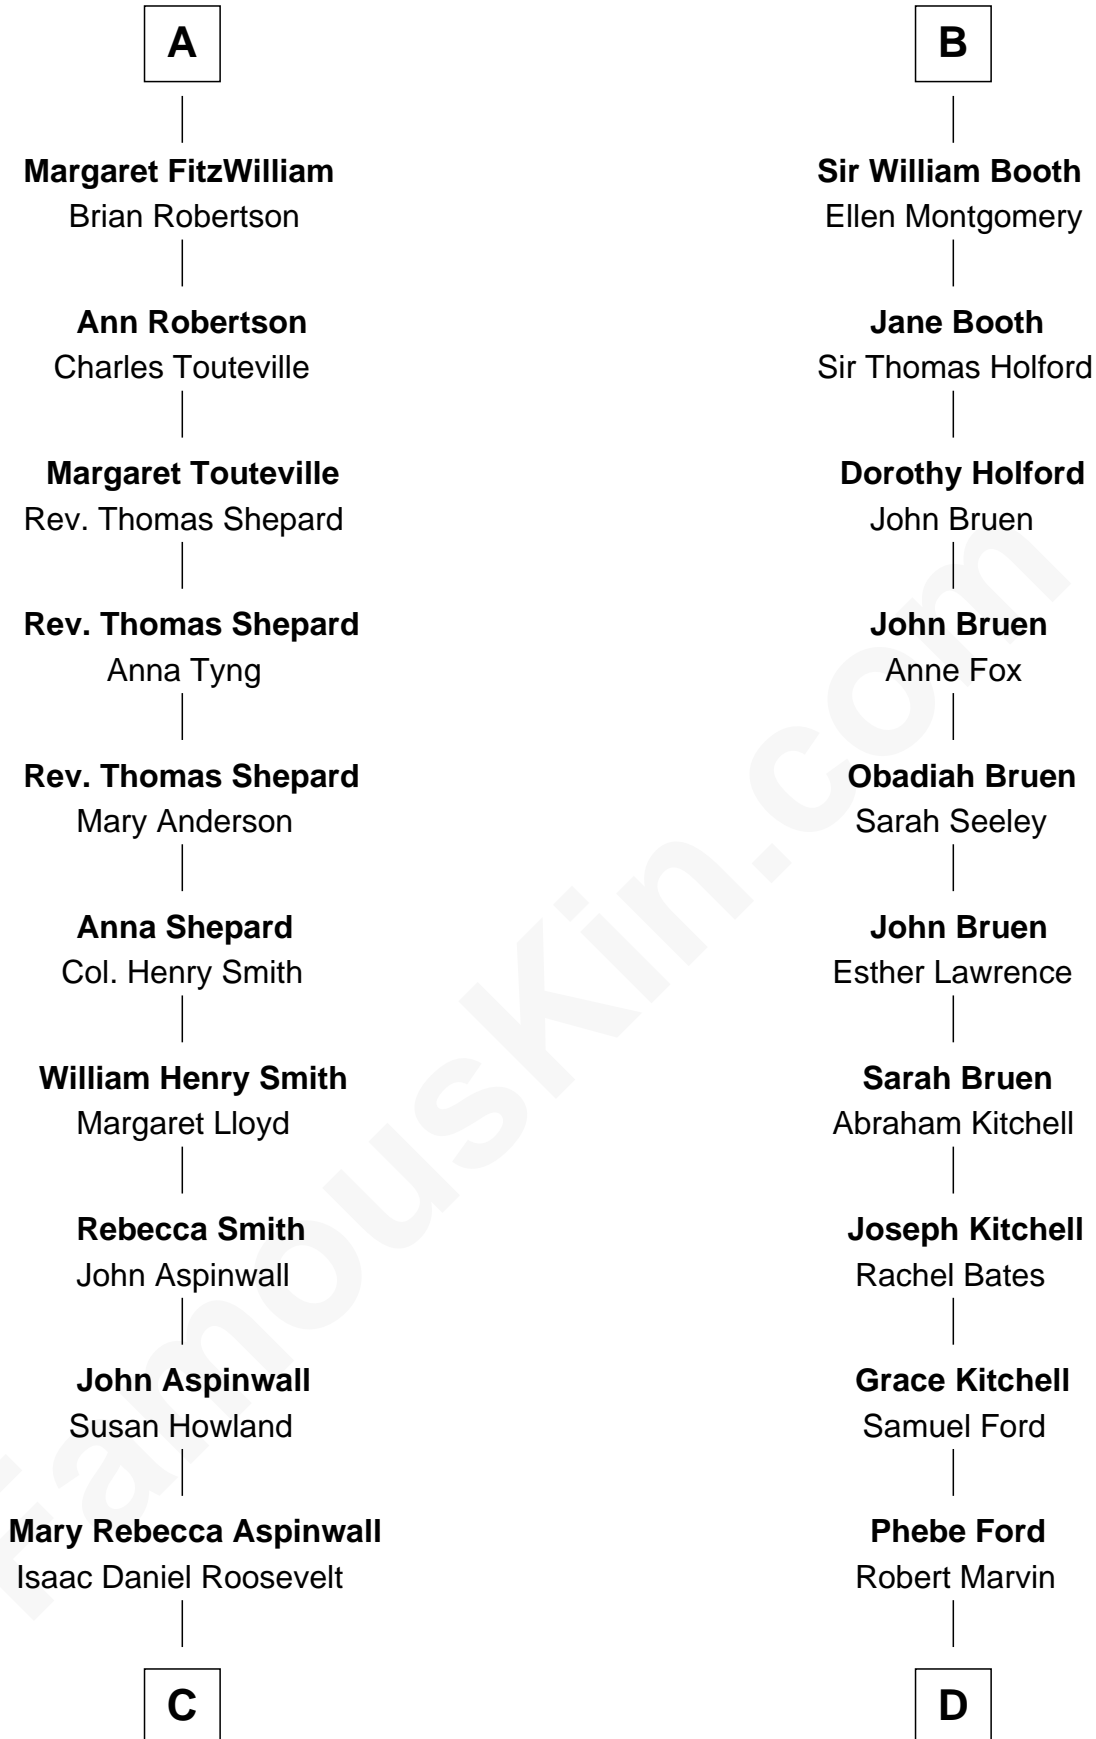 A
Margaret FitzWilliam
Brian Robertson
Ann Robertson
Charles Touteville
Margaret Touteville
Rev. Thomas Shepard
Rev. Thomas Shepard
Anna Tyng
Rev. Thomas Shepard
Mary Anderson
Anna Shepard
Col. Henry Smith
William Henry Smith
Margaret Lloyd
Rebecca Smith
John Aspinwall
John Aspinwall
Susan Howland
Mary Rebecca Aspinwall
Isaac Daniel Roosevelt
C
B
Sir William Booth
Ellen Montgomery
Jane Booth
Sir Thomas Holford
Dorothy Holford
John Bruen
John Bruen
Anne Fox
Obadiah Bruen
Sarah Seeley
John Bruen
Esther Lawrence
Sarah Bruen
Abraham Kitchell
Joseph Kitchell
Rachel Bates
Grace Kitchell
Samuel Ford
Phebe Ford
Robert Marvin
D
FamousKin.com